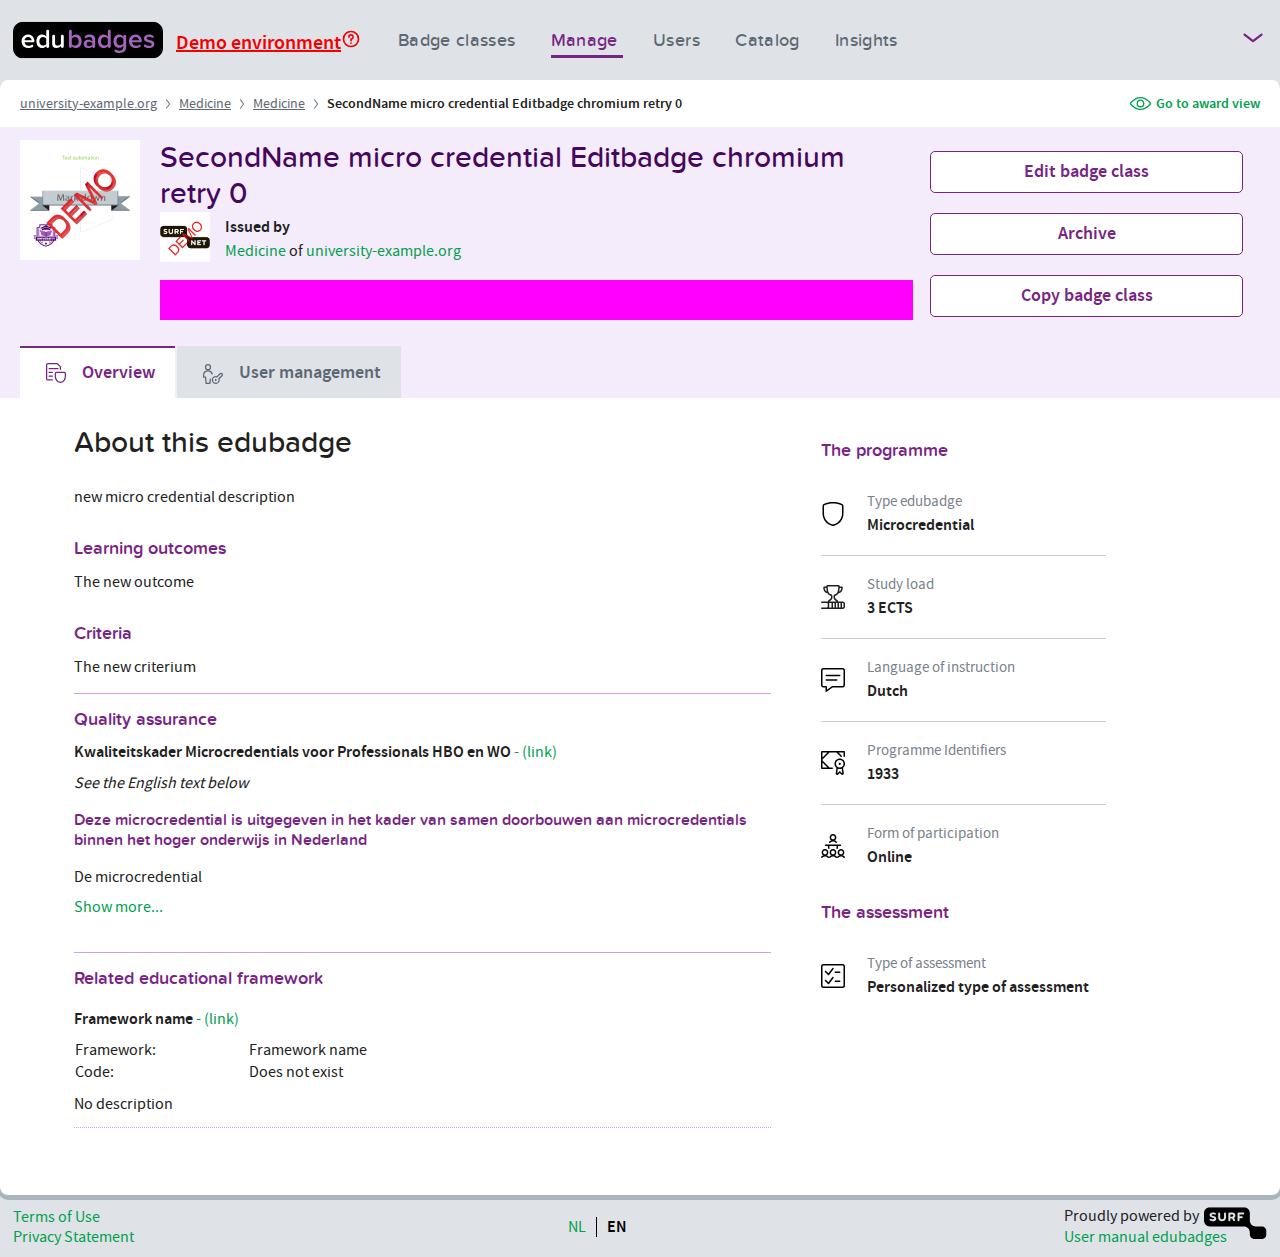 edubadges Demo environment Badge classes Manage Users Catalog Insights
university-example.org Medicine Medicine SecondName micro credential Editbadge chromium retry 0 Go to award view
Test automation
DEMO
SecondName micro credential Editbadge chromium
retry 0
SURF NET DEMO
Issued by
Medicine of university-example.org
Edit badge class
Archive
Copy badge class
Overview User management
About this edubadge
new micro credential description
Learning outcomes
The new outcome
Criteria
The new criterium
Quality assurance
Kwaliteitskader Microcredentials voor Professionals HBO en WO - (link)
See the English text below
Deze microcredential is uitgegeven in het kader van samen doorbouwen aan microcredentials
binnen het hoger onderwijs in Nederland
De microcredential
Show more...
Related educational framework
Framework name - (link)
Framework: Framework name
Code: Does not exist
No description
The programme
Type edubadge
Microcredential
Study load
3 ECTS
Language of instruction
Dutch
Programme Identifiers
1933
Form of participation
Online
The assessment
Type of assessment
Personalized type of assessment
Terms of Use
Privacy Statement
NL EN
Proudly powered by SURF
User manual edubadges